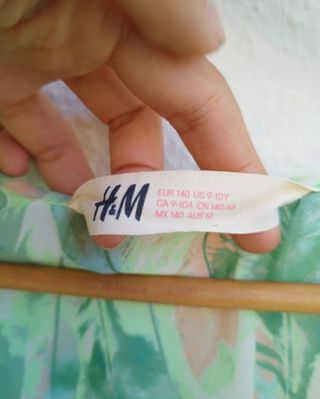 H&M
EUR 140 US 9-10Y
CA 9-10A CN 140/64
MX 140 AUS 10